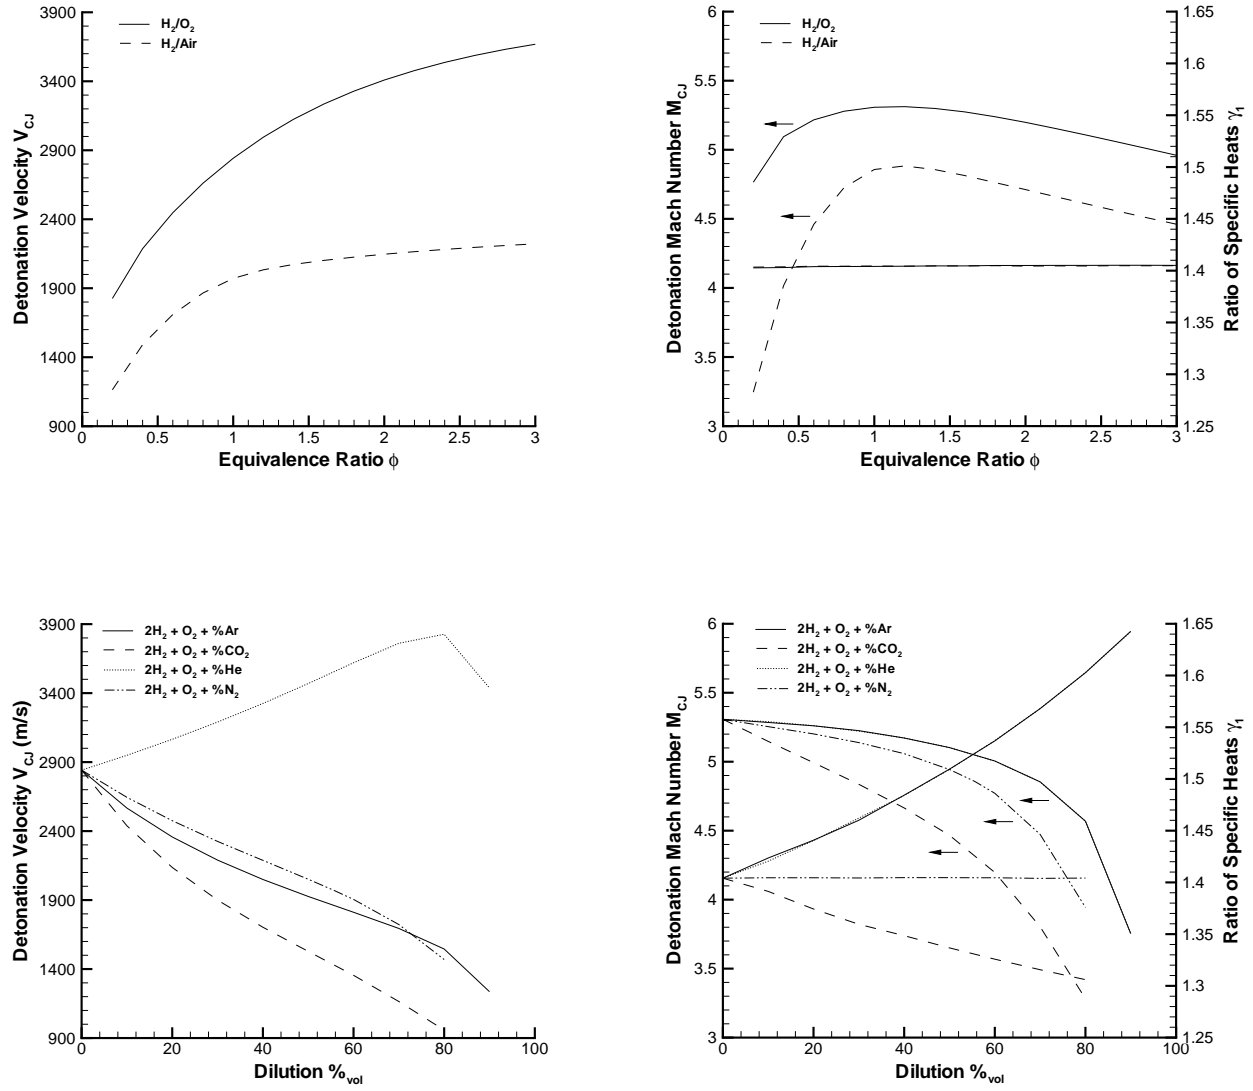 Detonation Velocity V_CJ
3900
3400
2900
2400
1900
1400
900
H₂/O₂
H₂/Air
0 0.5 1 1.5 2 2.5 3
Equivalence Ratio ϕ
Detonation Mach Number M_CJ
6
5.5
5
4.5
4
3.5
3
H₂/O₂
H₂/Air
0 0.5 1 1.5 2 2.5 3
Equivalence Ratio ϕ
1.65
1.6
1.55
1.5
1.45
1.4
1.35
1.3
1.25
Ratio of Specific Heats γ₁
Detonation Velocity V_CJ (m/s)
3900
3400
2900
2400
1900
1400
900
2H₂ + O₂ + %Ar
2H₂ + O₂ + %CO₂
2H₂ + O₂ + %He
2H₂ + O₂ + %N₂
0 20 40 60 80 100
Dilution %vol
Detonation Mach Number M_CJ
6
5.5
5
4.5
4
3.5
3
2H₂ + O₂ + %Ar
2H₂ + O₂ + %CO₂
2H₂ + O₂ + %He
2H₂ + O₂ + %N₂
0 20 40 60 80 100
Dilution %vol
1.65
1.6
1.55
1.5
1.45
1.4
1.35
1.3
1.25
Ratio of Specific Heats γ₁